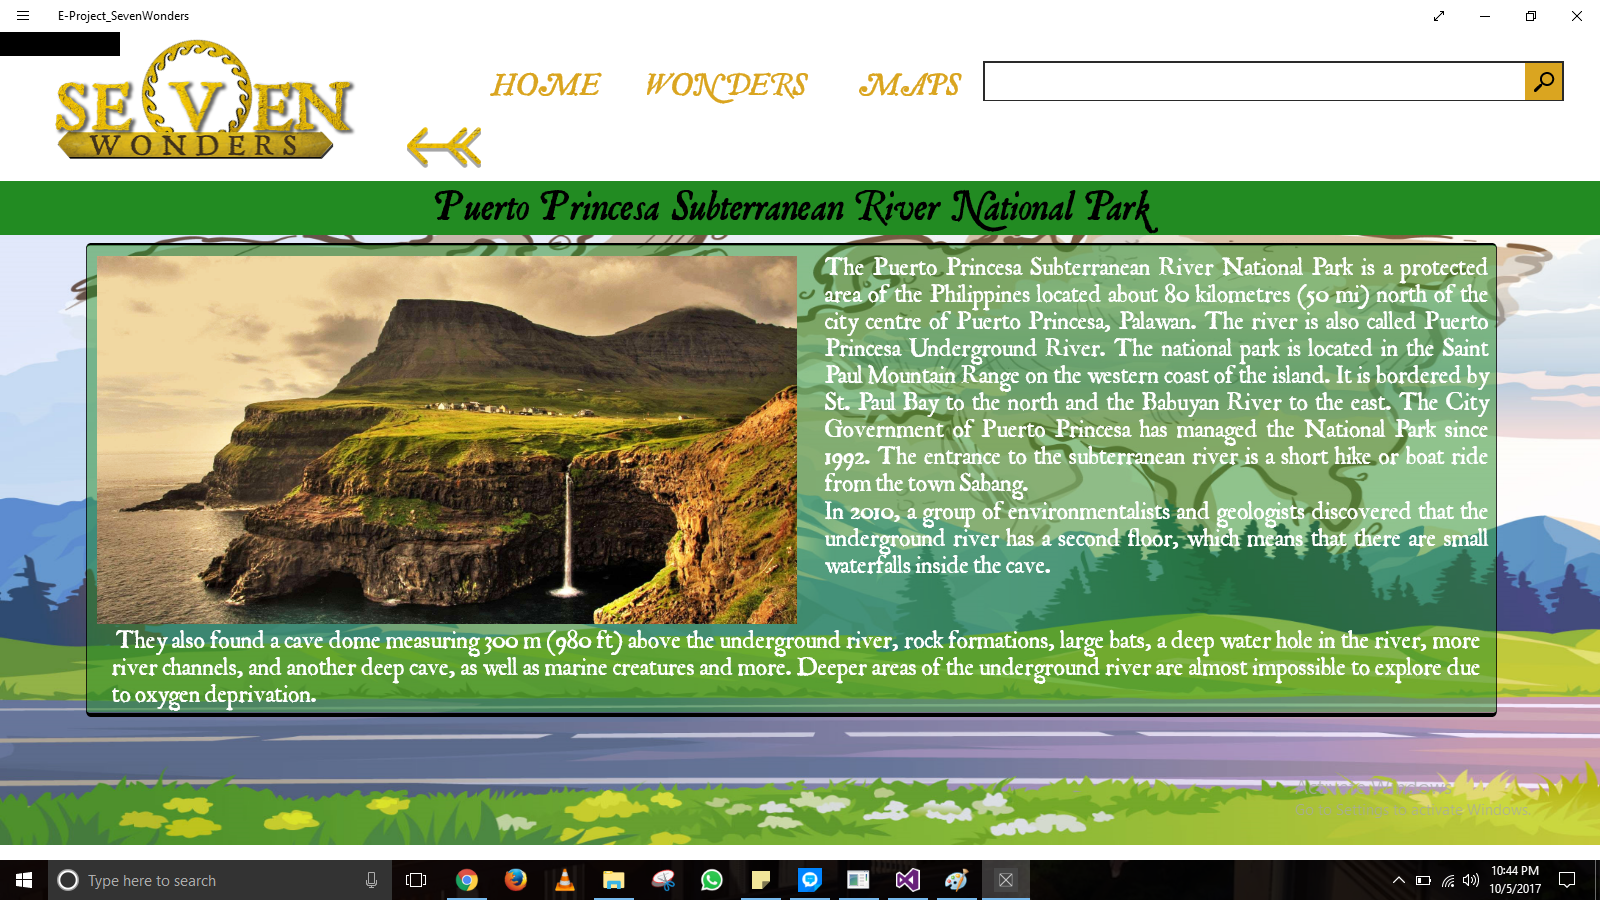 E-Project_SevenWonders
SEVEN
WONDERS
HOME WONDERS MAPS
Puerto Princesa Subterranean River National Park
The Puerto Princesa Subterranean River National Park is a protected
area of the Philippines located about 80 kilometres (50 mi) north of the
city centre of Puerto Princesa, Palawan. The river is also called Puerto
Princesa Underground River. The national park is located in the Saint
Paul Mountain Range on the western coast of the island. It is bordered by
St. Paul Bay to the north and the Babuyan River to the east. The City
Government of Puerto Princesa has managed the National Park since
1992. The entrance to the subterranean river is a short hike or boat ride
from the town Sabang.
In 2010, a group of environmentalists and geologists discovered that the
underground river has a second floor, which means that there are small
waterfalls inside the cave.
They also found a cave dome measuring 300 m (980 ft) above the underground river, rock formations, large bats, a deep water hole in the river, more
river channels, and another deep cave, as well as marine creatures and more. Deeper areas of the underground river are almost impossible to explore due
to oxygen deprivation.
Activate Windows
Go to Settings to activate Windows.
Type here to search
10:44 PM
10/5/2017